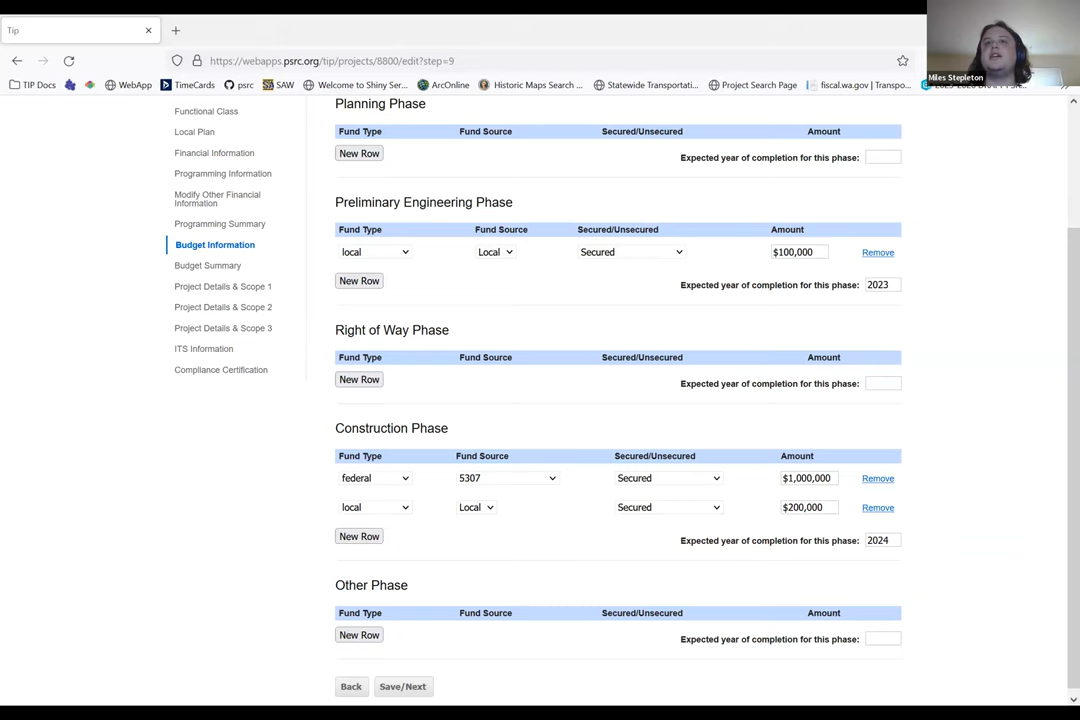 Tip
https://webapps.psrc.org/tip/projects/8800/edit?step=9
TIP Docs WebApp TimeCards psrc SAW Welcome to Shiny Ser... ArcOnline Historic Maps Search ... Statewide Transportati... Project Search Page fiscal.wa.gov/Transpo...
Miles Stepleton
Functional Class
Local Plan
Financial Information
Programming Information
Modify Other Financial
Information
Programming Summary
Budget Information
Budget Summary
Project Details & Scope 1
Project Details & Scope 2
Project Details & Scope 3
ITS Information
Compliance Certification
Planning Phase
Fund Type Fund Source Secured/Unsecured Amount
New Row
Expected year of completion for this phase:
Preliminary Engineering Phase
Fund Type Fund Source Secured/Unsecured Amount
local Local Secured $100,000 Remove
New Row
Expected year of completion for this phase: 2023
Right of Way Phase
Fund Type Fund Source Secured/Unsecured Amount
New Row
Expected year of completion for this phase:
Construction Phase
Fund Type Fund Source Secured/Unsecured Amount
federal 5307 Secured $1,000,000 Remove
local Local Secured $200,000 Remove
New Row
Expected year of completion for this phase: 2024
Other Phase
Fund Type Fund Source Secured/Unsecured Amount
New Row
Expected year of completion for this phase:
Back Save/Next